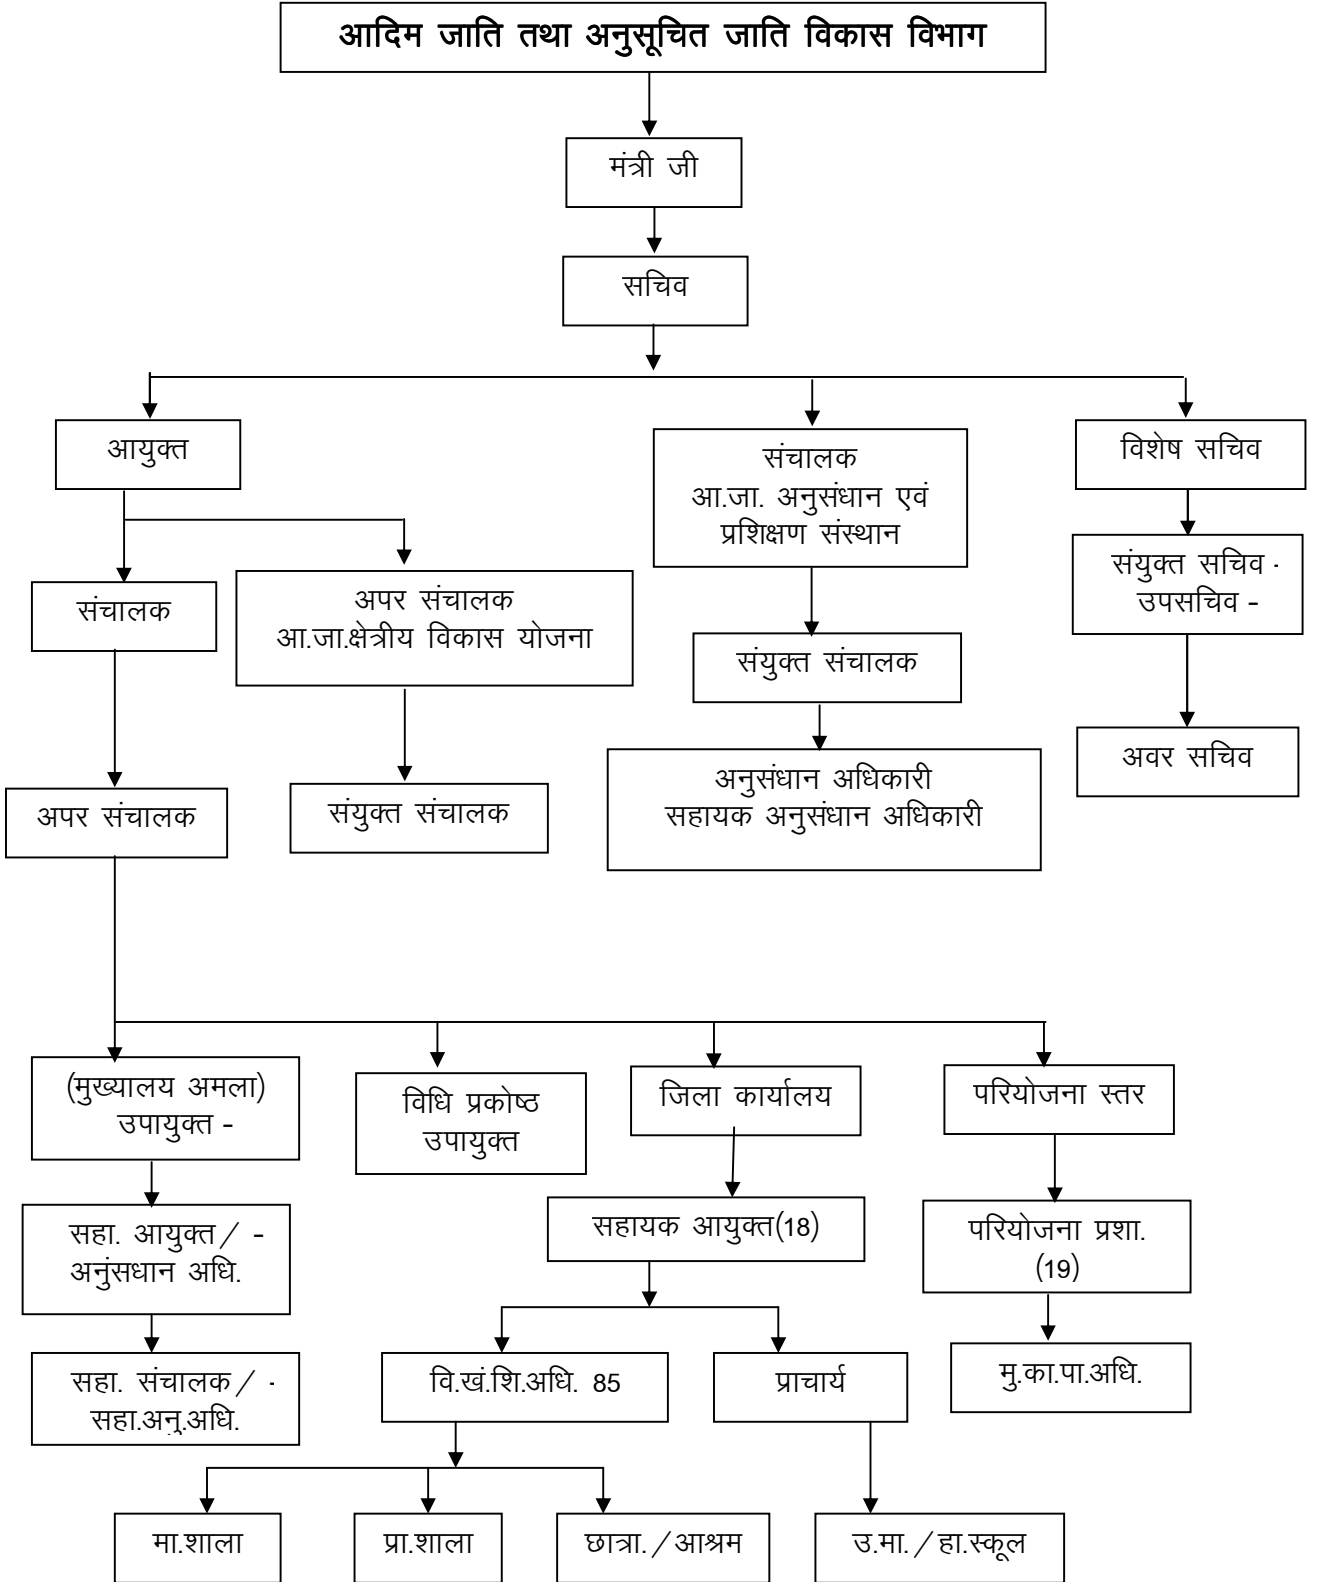 आदिम जाति तथा अनुसूचित जाति विकास विभाग
मंत्री जी
सचिव
आयुक्त
संचालक
आ.जा. अनुसंधान एवं
प्रशिक्षण संस्थान
विशेष सचिव
संयुक्त सचिव -
उपसचिव -
संचालक
अपर संचालक
आ.जा.क्षेत्रीय विकास योजना
संयुक्त संचालक
अवर सचिव
अपर संचालक
संयुक्त संचालक
अनुसंधान अधिकारी
सहायक अनुसंधान अधिकारी
(मुख्यालय अमला)
उपायुक्त -
विधि प्रकोष्ठ
उपायुक्त
जिला कार्यालय
परियोजना स्तर
सहा. आयुक्त / -
अनुंसधान अधि.
सहायक आयुक्त(18)
परियोजना प्रशा.
(19)
सहा. संचालक / -
सहा.अनु.अधि.
वि.खं.शि.अधि. 85
प्राचार्य
मु.का.पा.अधि.
मा.शाला
प्रा.शाला
छात्रा. / आश्रम
उ.मा. / हा.स्कूल